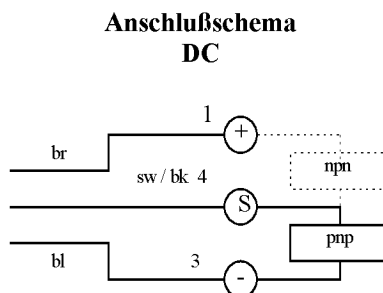 Anschlußschema
DC
1
+
br
npn
sw / bk 4
S
pnp
bl
3
-